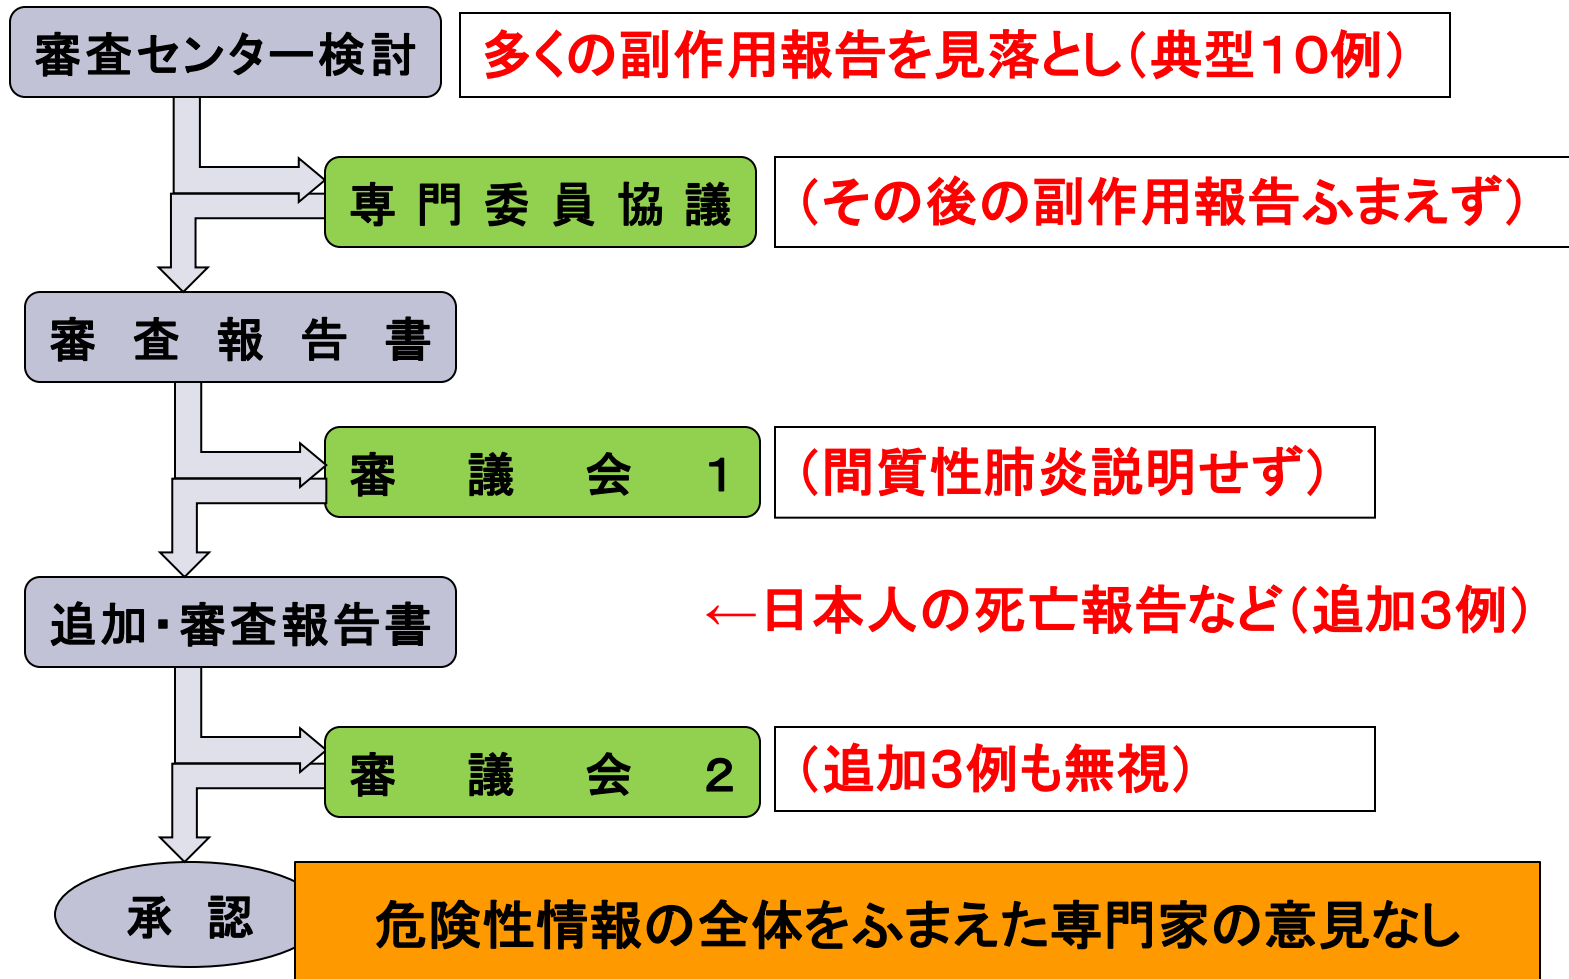 審査センター検討
多くの副作用報告を見落とし（典型１０例）
専門委員協議
（その後の副作用報告ふまえず）
審査報告書
審議会１
（間質性肺炎説明せず）
追加・審査報告書
←日本人の死亡報告など（追加３例）
審議会２
（追加３例も無視）
承認
危険性情報の全体をふまえた専門家の意見なし